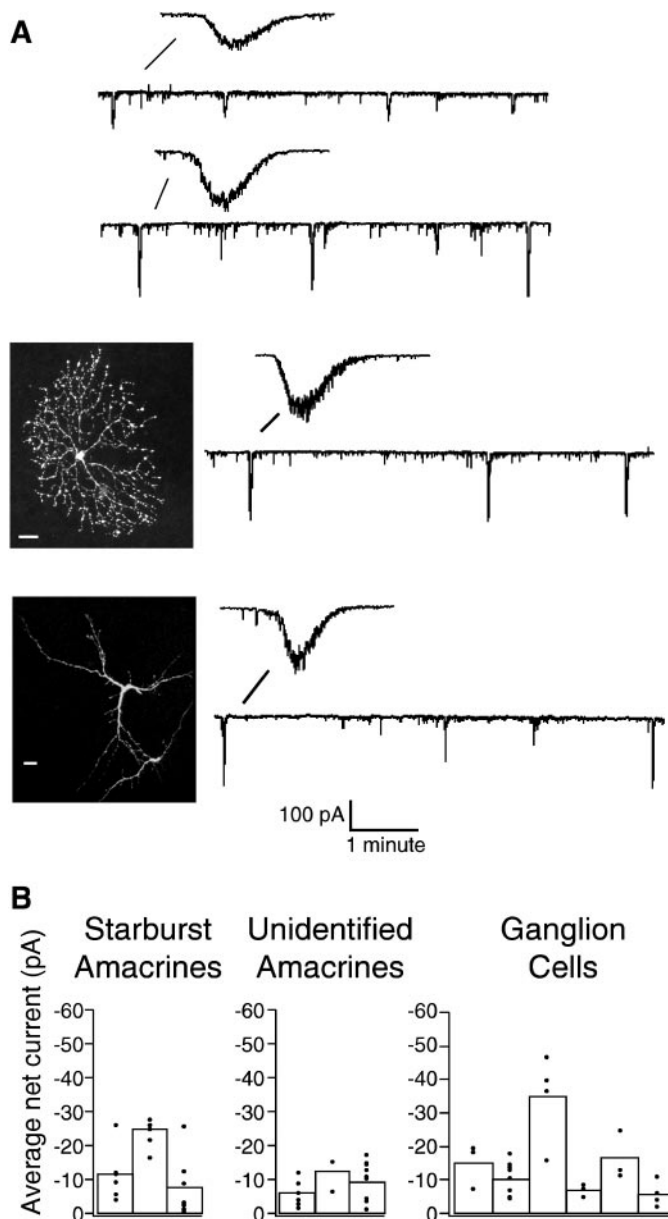 A
100 pA
1 minute
B
Starburst Amacrines
Unidentified Amacrines
Ganglion Cells
Average net current (pA)
-60
-50
-40
-30
-20
-10
0
-60
-50
-40
-30
-20
-10
0
-60
-50
-40
-30
-20
-10
0